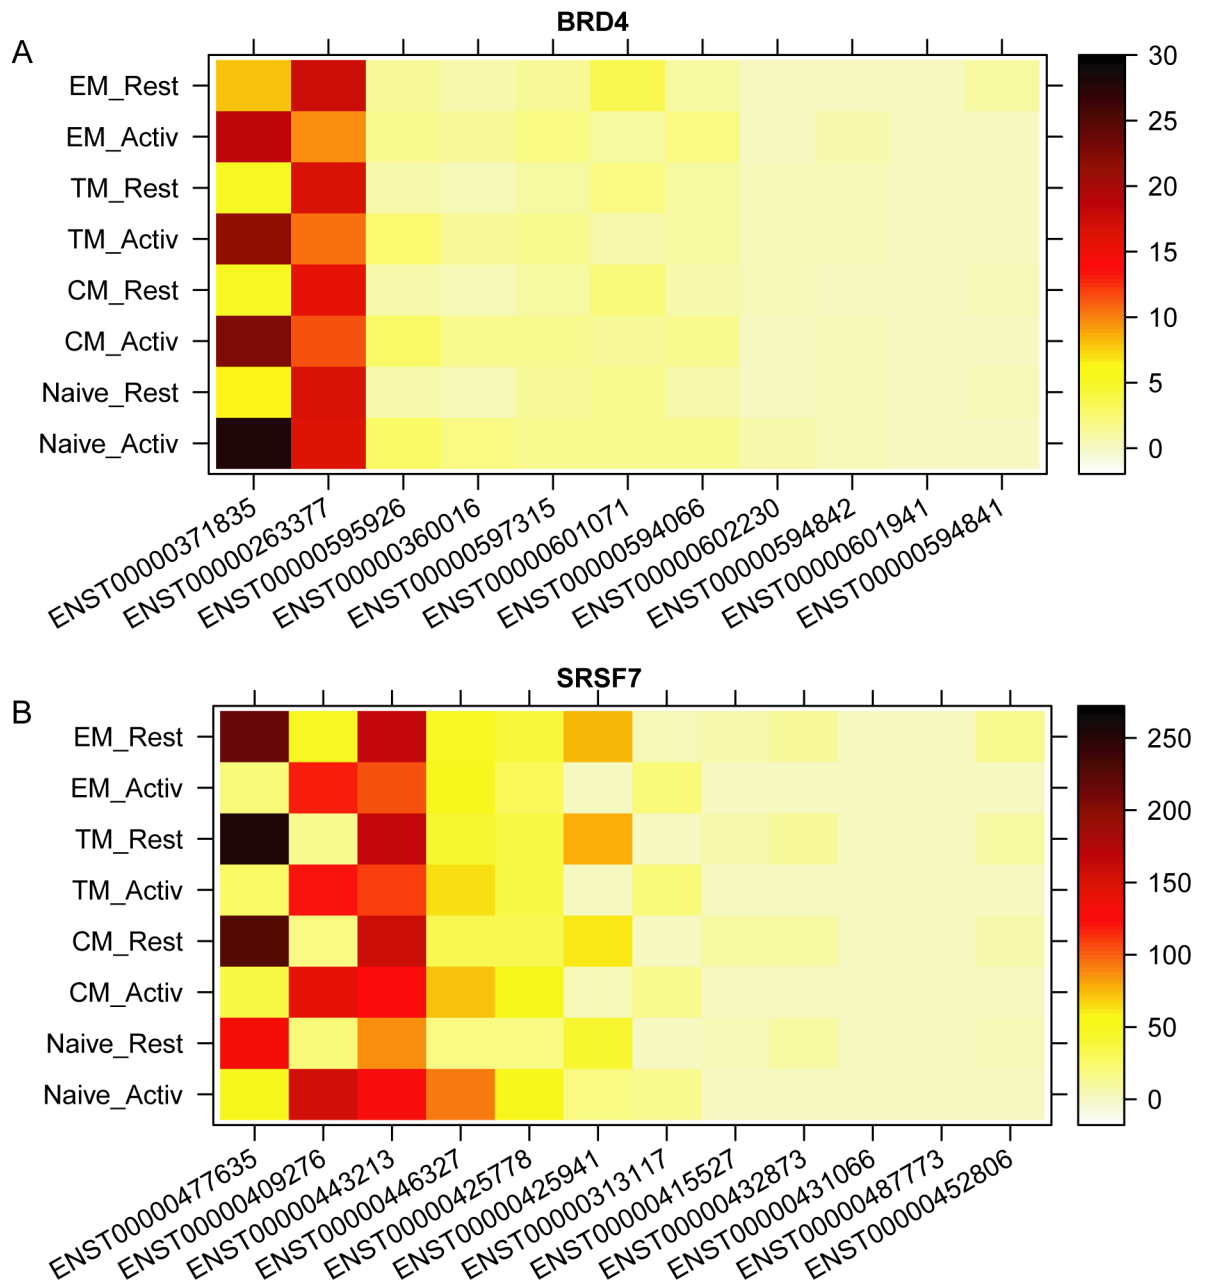 BRD4
A
EM_Rest
EM_Activ
TM_Rest
TM_Activ
CM_Rest
CM_Activ
Naive_Rest
Naive_Activ
30
25
20
15
10
5
0
ENST00000371835
ENST00000263377
ENST00000595926
ENST00000360016
ENST00000597315
ENST00000601071
ENST00000594066
ENST00000602230
ENST00000594842
ENST00000601941
ENST00000594841
SRSF7
B
EM_Rest
EM_Activ
TM_Rest
TM_Activ
CM_Rest
CM_Activ
Naive_Rest
Naive_Activ
250
200
150
100
50
0
ENST00000477635
ENST00000409276
ENST00000443213
ENST00000446327
ENST00000425778
ENST00000425941
ENST00000313117
ENST00000415527
ENST00000432873
ENST00000431066
ENST00000487773
ENST00000452806